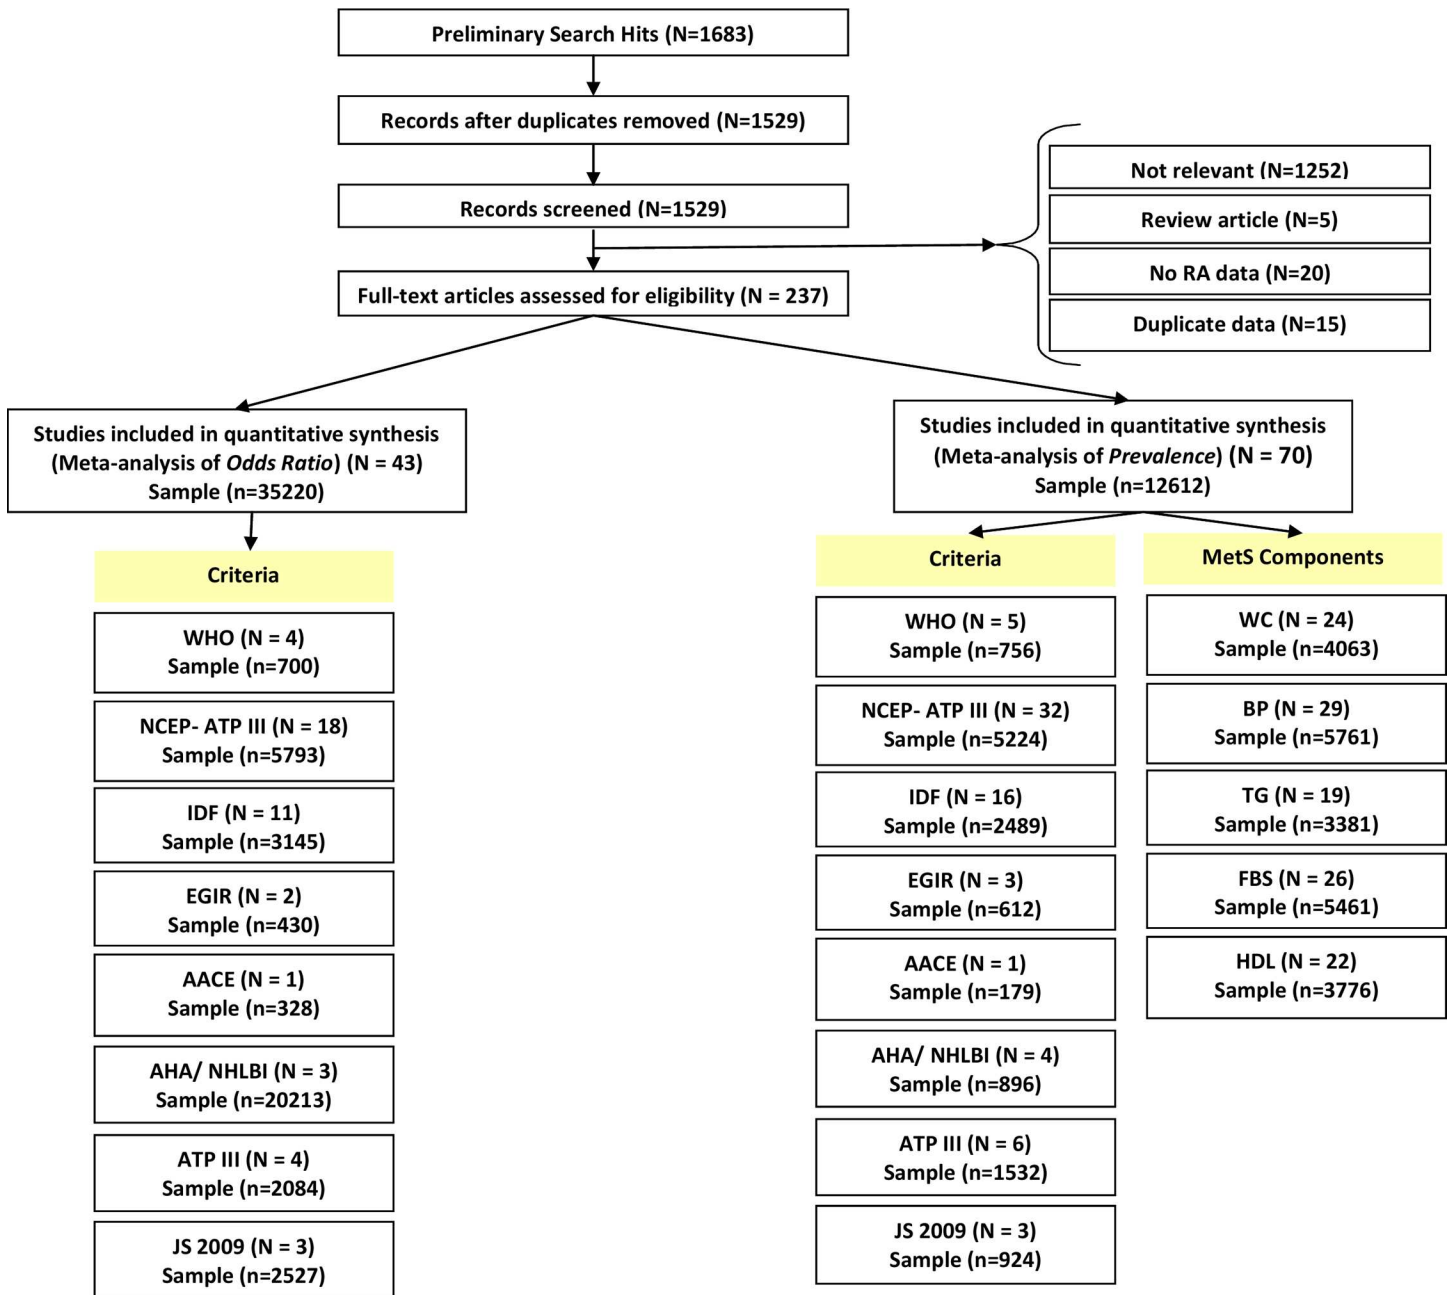 Preliminary Search Hits (N=1683)
Records after duplicates removed (N=1529)
Records screened (N=1529)
Not relevant (N=1252)
Review article (N=5)
No RA data (N=20)
Duplicate data (N=15)
Full-text articles assessed for eligibility (N = 237)
Studies included in quantitative synthesis
(Meta-analysis of Odds Ratio) (N = 43)
Sample (n=35220)
Criteria
WHO (N = 4)
Sample (n=700)
NCEP- ATP III (N = 18)
Sample (n=5793)
IDF (N = 11)
Sample (n=3145)
EGIR (N = 2)
Sample (n=430)
AACE (N = 1)
Sample (n=328)
AHA/ NHLBI (N = 3)
Sample (n=20213)
ATP III (N = 4)
Sample (n=2084)
JS 2009 (N = 3)
Sample (n=2527)
Studies included in quantitative synthesis
(Meta-analysis of Prevalence) (N = 70)
Sample (n=12612)
Criteria
WHO (N = 5)
Sample (n=756)
NCEP- ATP III (N = 32)
Sample (n=5224)
IDF (N = 16)
Sample (n=2489)
EGIR (N = 3)
Sample (n=612)
AACE (N = 1)
Sample (n=179)
AHA/ NHLBI (N = 4)
Sample (n=896)
ATP III (N = 6)
Sample (n=1532)
JS 2009 (N = 3)
Sample (n=924)
MetS Components
WC (N = 24)
Sample (n=4063)
BP (N = 29)
Sample (n=5761)
TG (N = 19)
Sample (n=3381)
FBS (N = 26)
Sample (n=5461)
HDL (N = 22)
Sample (n=3776)